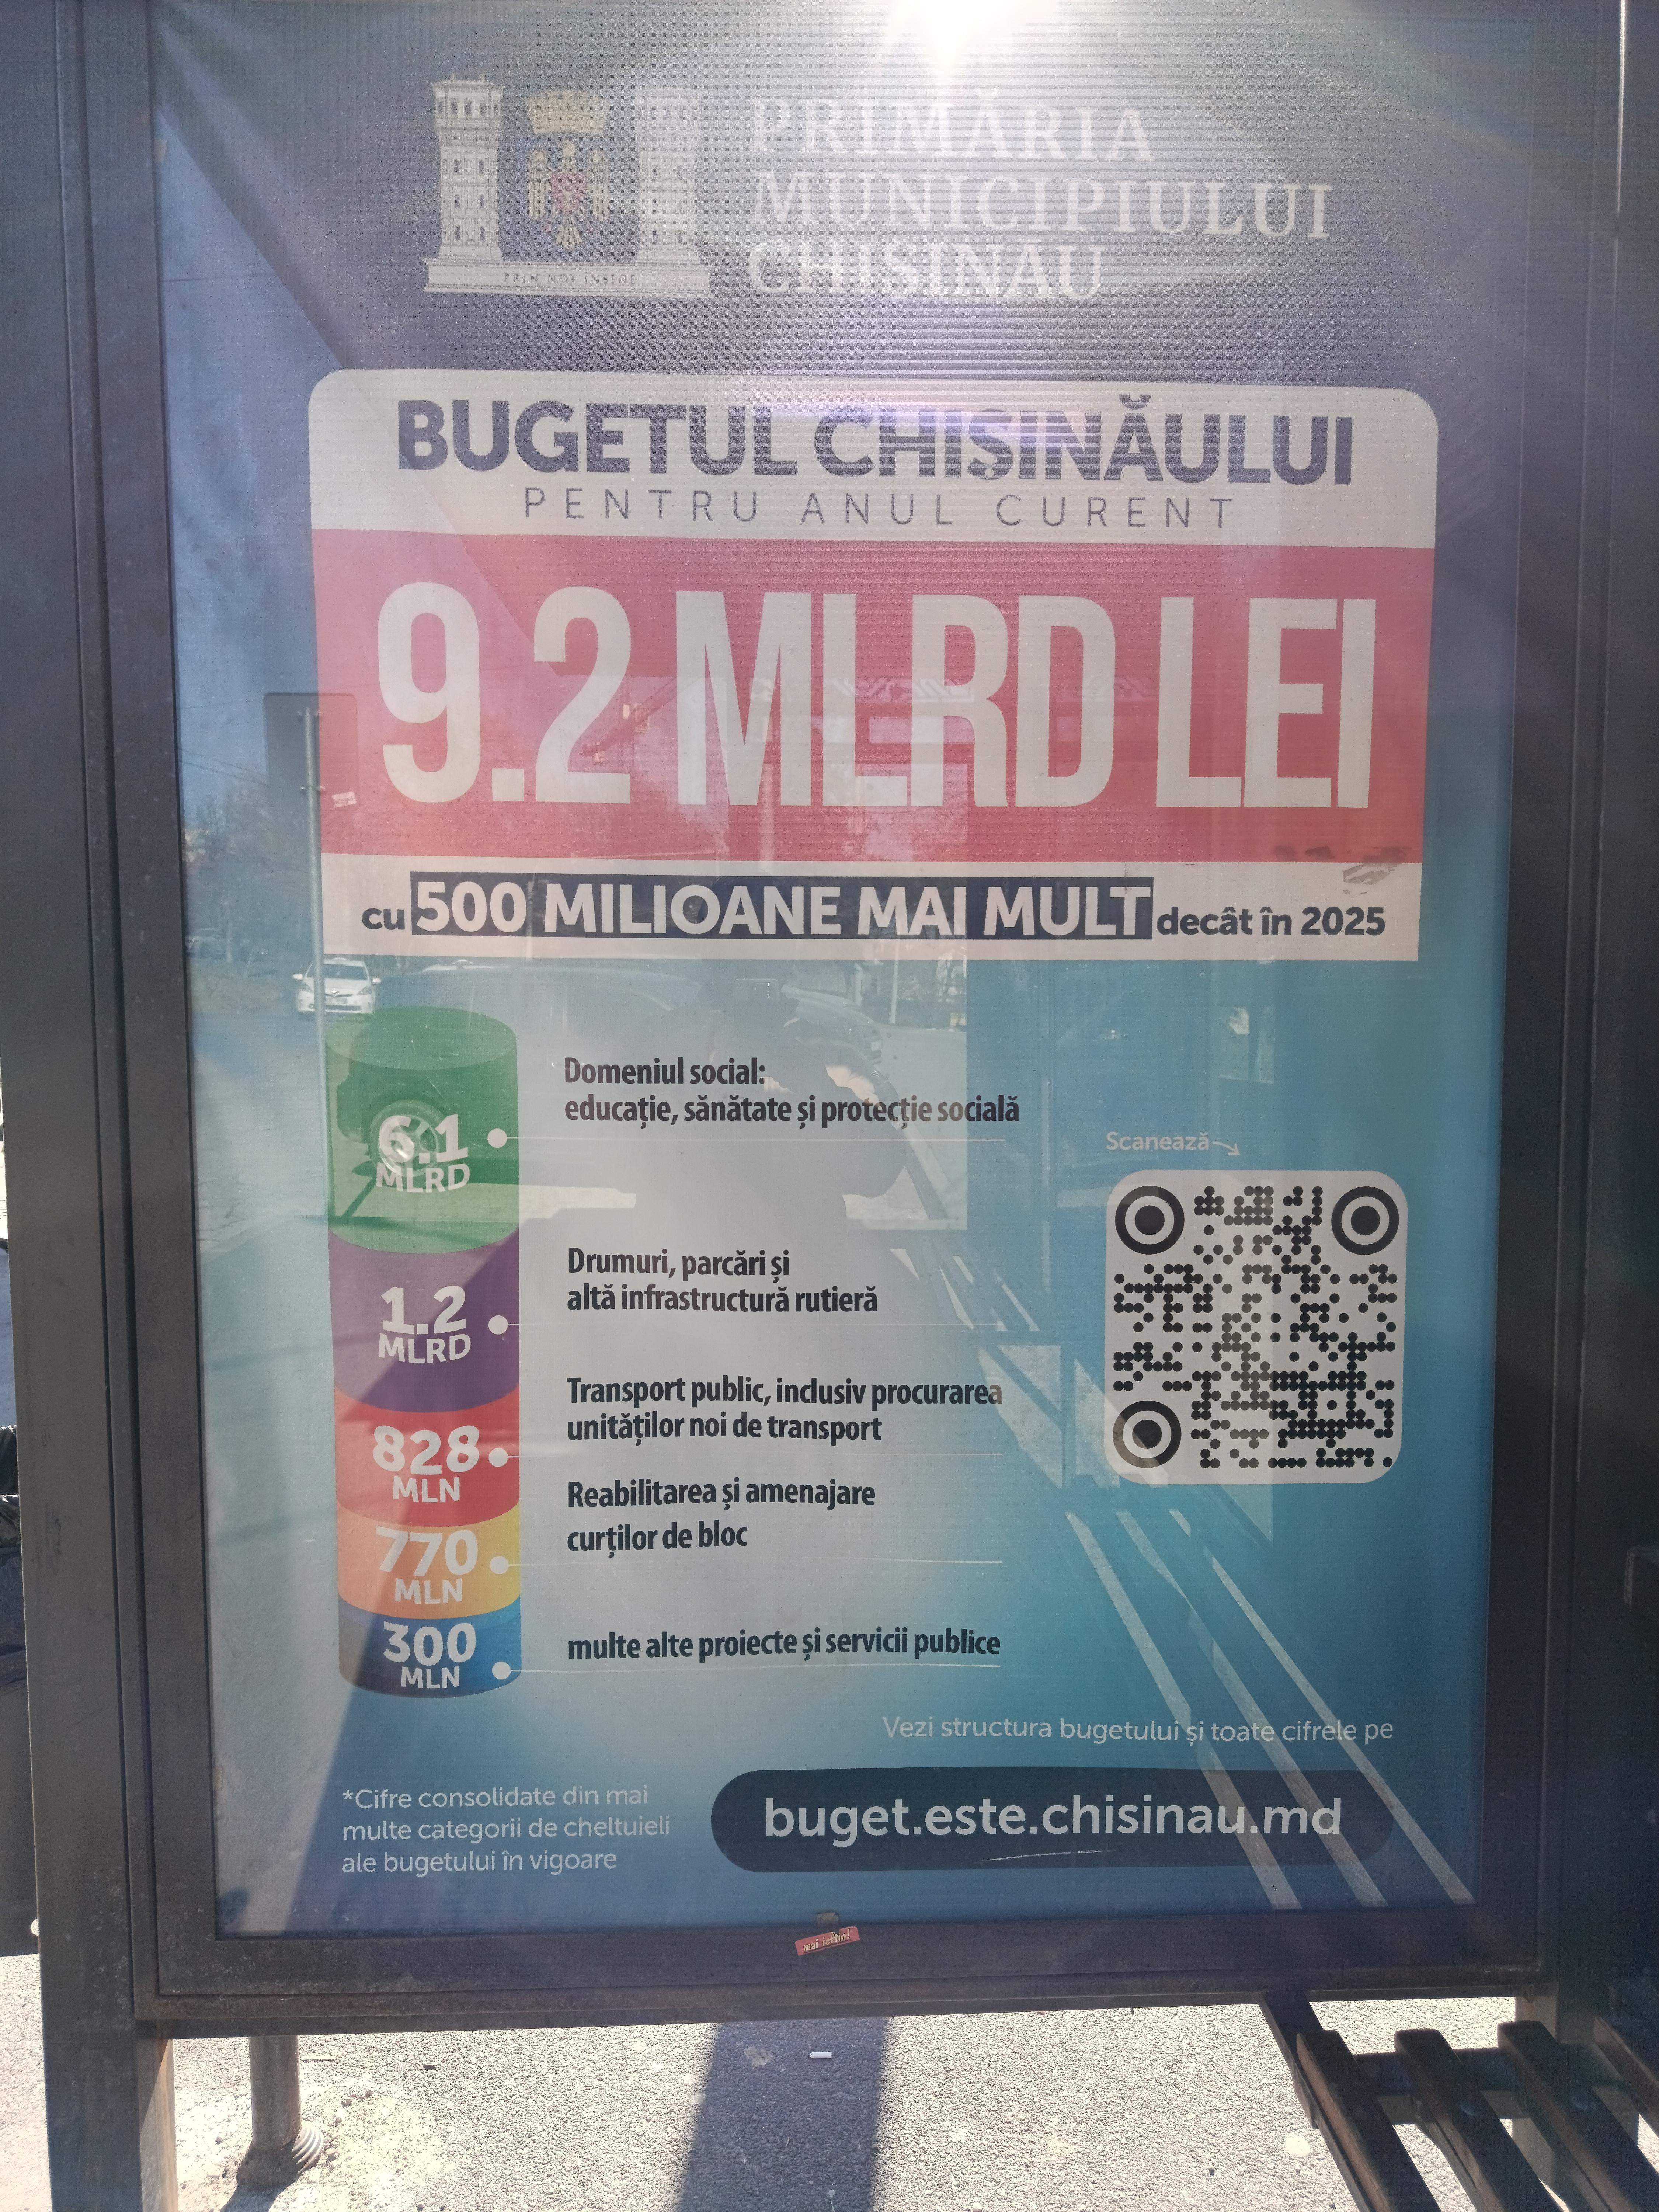 PRIN NOI ÎNȘINE
PRIMĂRIA
MUNICIPIULUI
CHIȘINĂU
BUGETUL CHIȘINĂULUI
PENTRU ANUL CURENT
9.2 MLRD LEI
cu 500 MILIOANE MAI MULT decât în 2025
6.1
MLRD
Domeniul social:
educație, sănătate și protecție socială
Scanează
1.2
MLRD
Drumuri, parcări și
altă infrastructură rutieră
828
MLN
Transport public, inclusiv procurarea
unităților noi de transport
770
MLN
Reabilitarea și amenajare
curților de bloc
300
MLN
multe alte proiecte și servicii publice
Vezi structura bugetului și toate cifrele pe
buget.este.chisinau.md
*Cifre consolidate din mai
multe categorii de cheltuieli
ale bugetului în vigoare
mai ieftin!